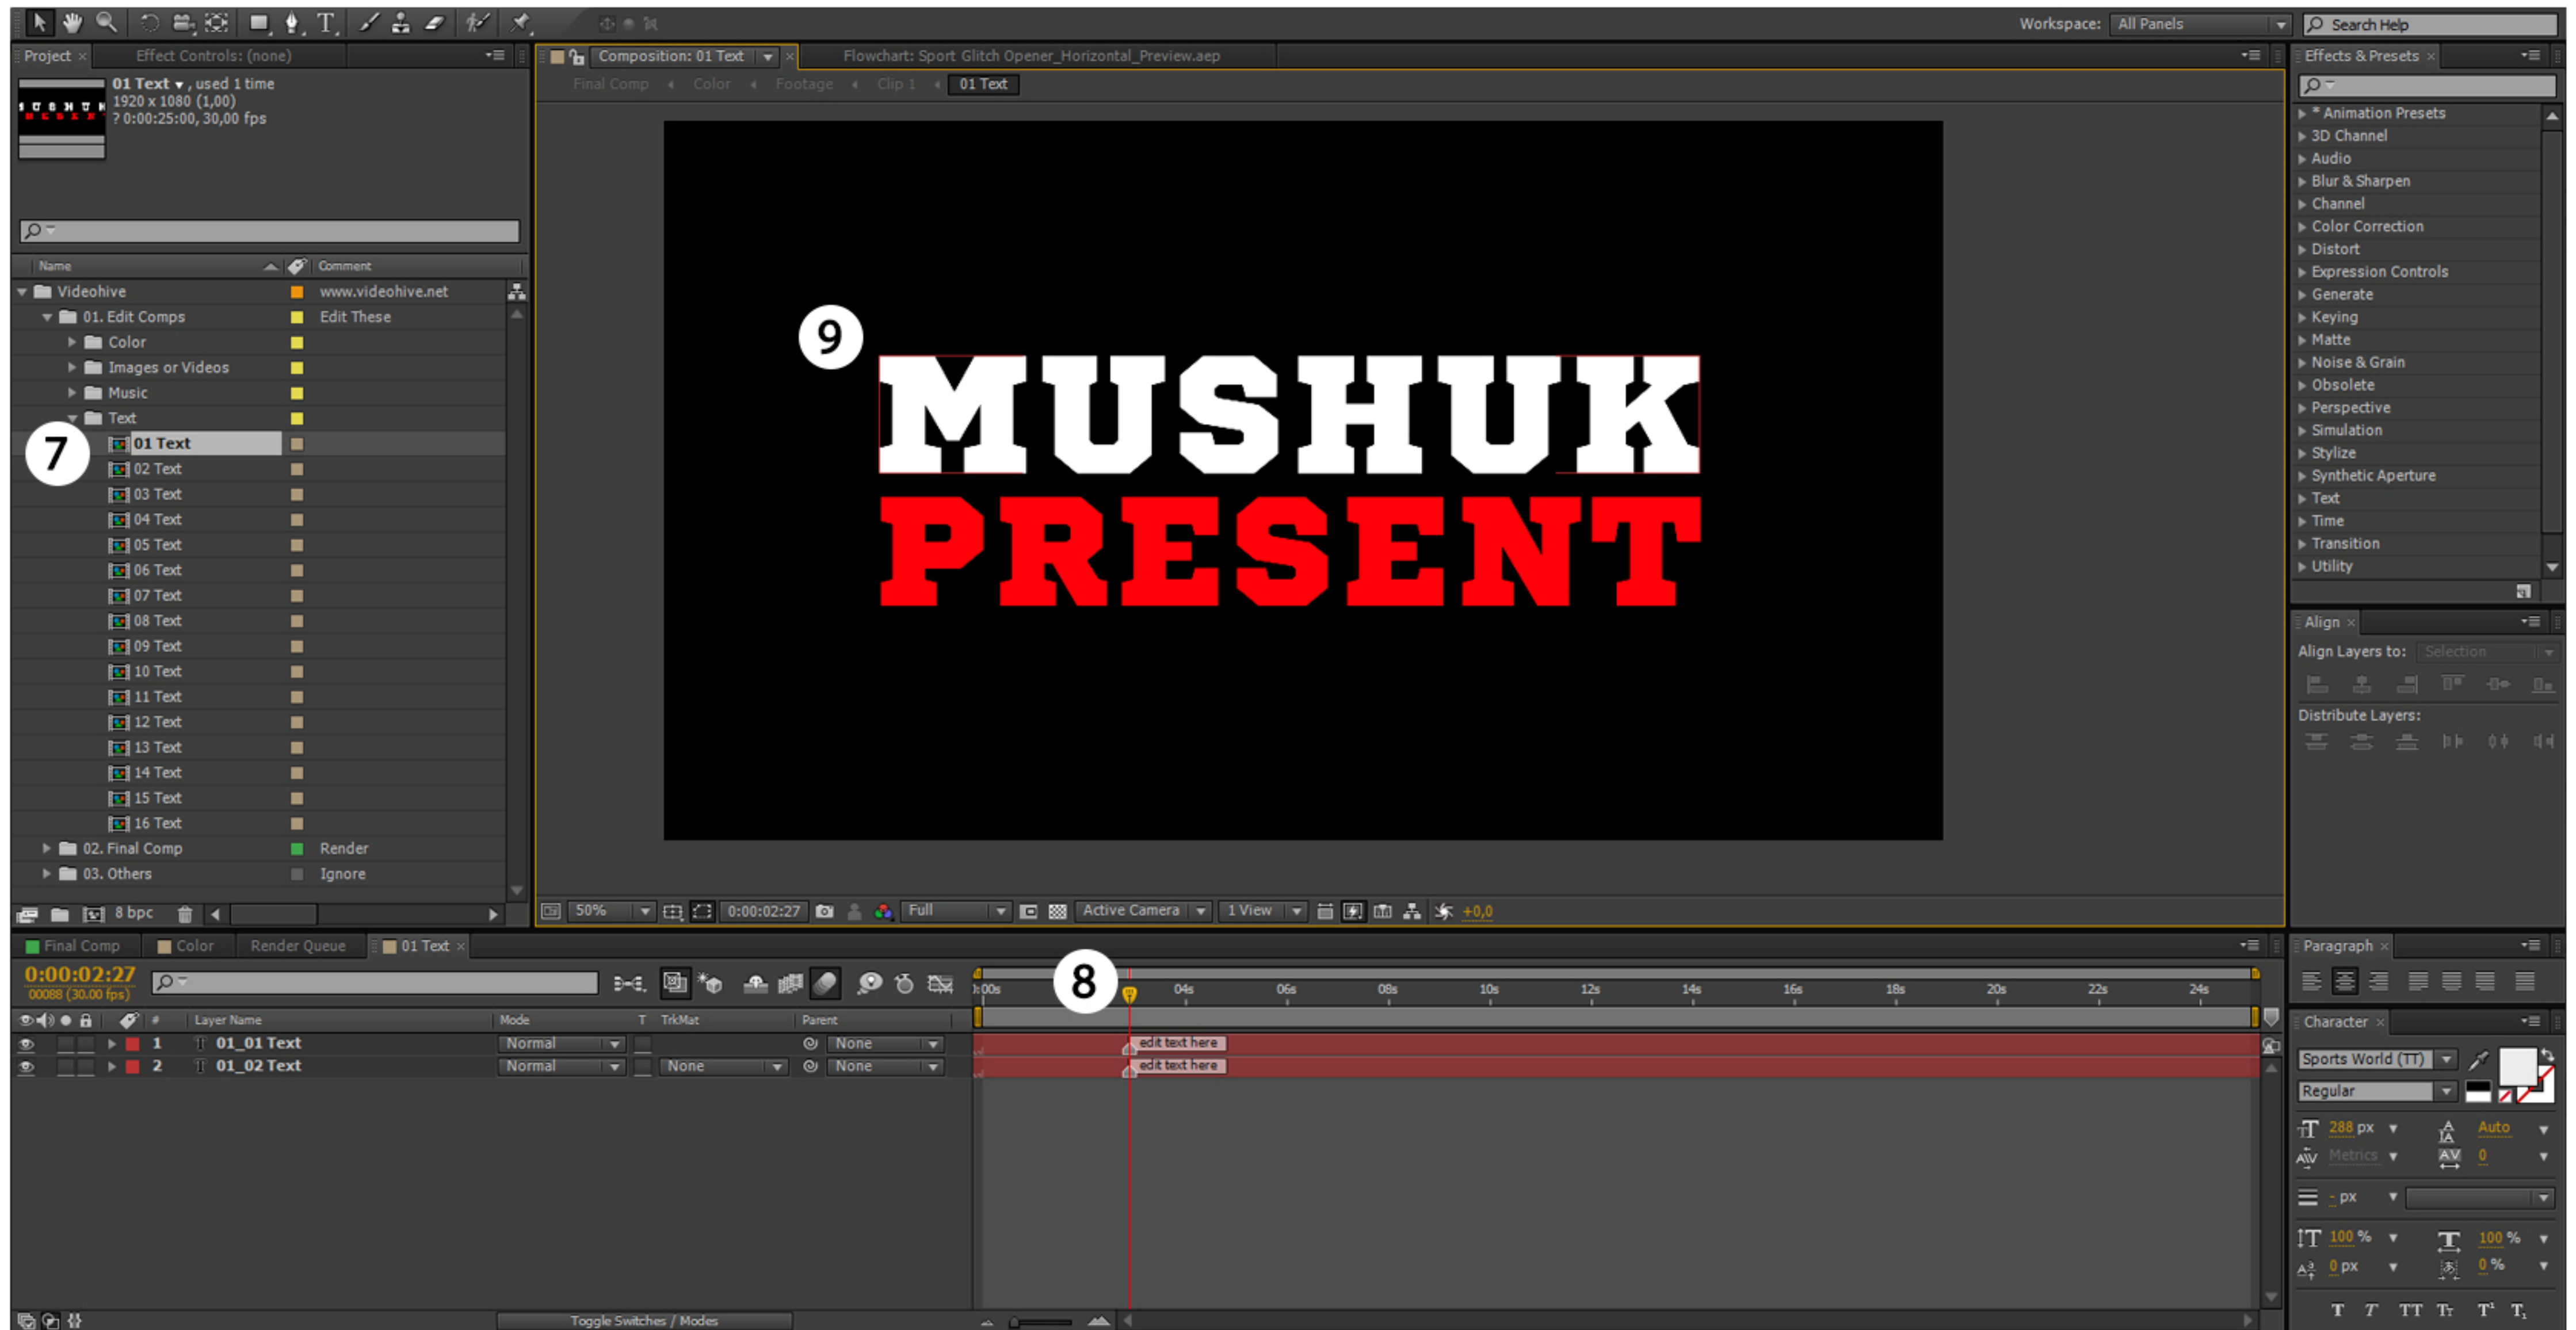 Workspace: All Panels Search Help
Project × Effect Controls: (none)
01 Text ▾ , used 1 time
1920 x 1080 (1,00)
? 0:00:25:00, 30,00 fps
Name Comment
Videohive www.videohive.net
01. Edit Comps Edit These
Color
Images or Videos
Music
Text
7
01 Text
02 Text
03 Text
04 Text
05 Text
06 Text
07 Text
08 Text
09 Text
10 Text
11 Text
12 Text
13 Text
14 Text
15 Text
16 Text
02. Final Comp Render
03. Others Ignore
8 bpc
Composition: 01 Text × Flowchart: Sport Glitch Opener_Horizontal_Preview.aep
Final Comp Color Footage Clip 1 01 Text
9
MUSHUK
PRESENT
50% 0:00:02:27 Full Active Camera 1 View +0,0
Effects & Presets ×
* Animation Presets
3D Channel
Audio
Blur & Sharpen
Channel
Color Correction
Distort
Expression Controls
Generate
Keying
Matte
Noise & Grain
Obsolete
Perspective
Simulation
Stylize
Synthetic Aperture
Text
Time
Transition
Utility
Align ×
Align Layers to: Selection
Distribute Layers:
Final Comp Color Render Queue 01 Text ×
0:00:02:27
00088 (30.00 fps)
8
):00s 04s 06s 08s 10s 12s 14s 16s 18s 20s 22s 24s
# Layer Name Mode T TrkMat Parent
1 T 01_01 Text Normal None edit text here
2 T 01_02 Text Normal None None edit text here
Toggle Switches / Modes
Paragraph ×
Character ×
Sports World (TT)
Regular
288 px Auto
Metrics 0
- px
100 % 100 %
0 px 0 %
T T TT Tr T¹ T₁